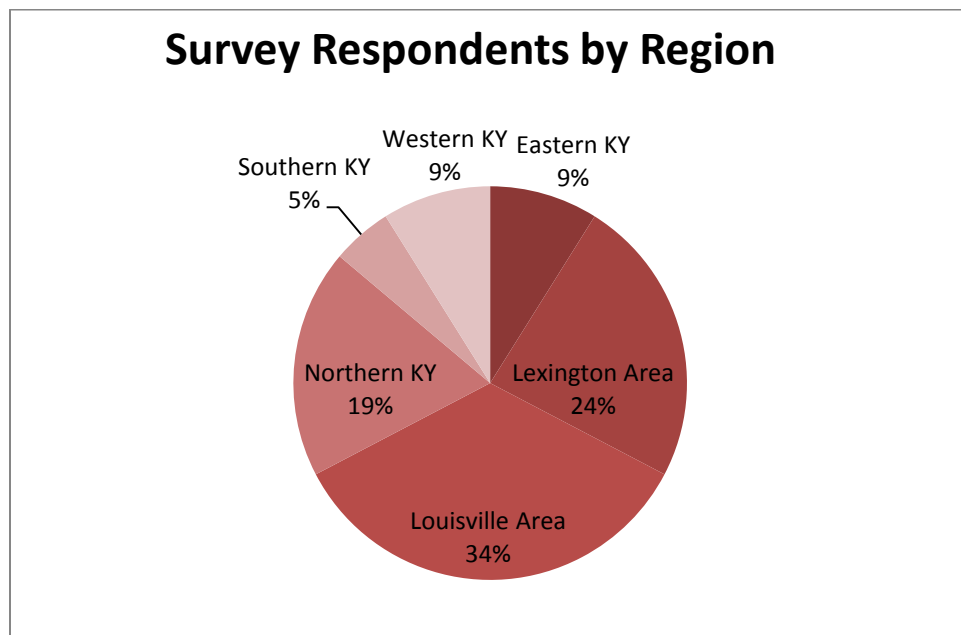 Survey Respondents by Region
Eastern KY
9%
Lexington Area
24%
Louisville Area
34%
Northern KY
19%
Southern KY
5%
Western KY
9%